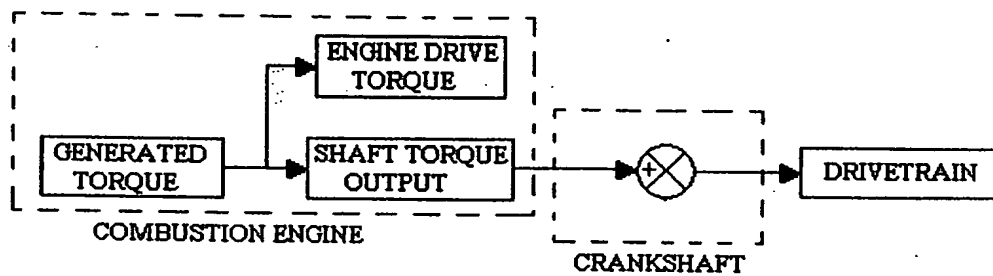 ENGINE DRIVE
TORQUE
GENERATED
TORQUE
SHAFT TORQUE
OUTPUT
+
DRIVETRAIN
COMBUSTION ENGINE
CRANKSHAFT